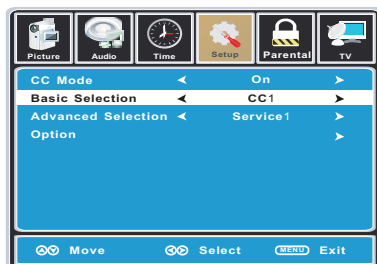 Picture Audio Time Setup Parental TV
CC Mode On
Basic Selection CC1
Advanced Selection Service1
Option
Move Select MENU Exit